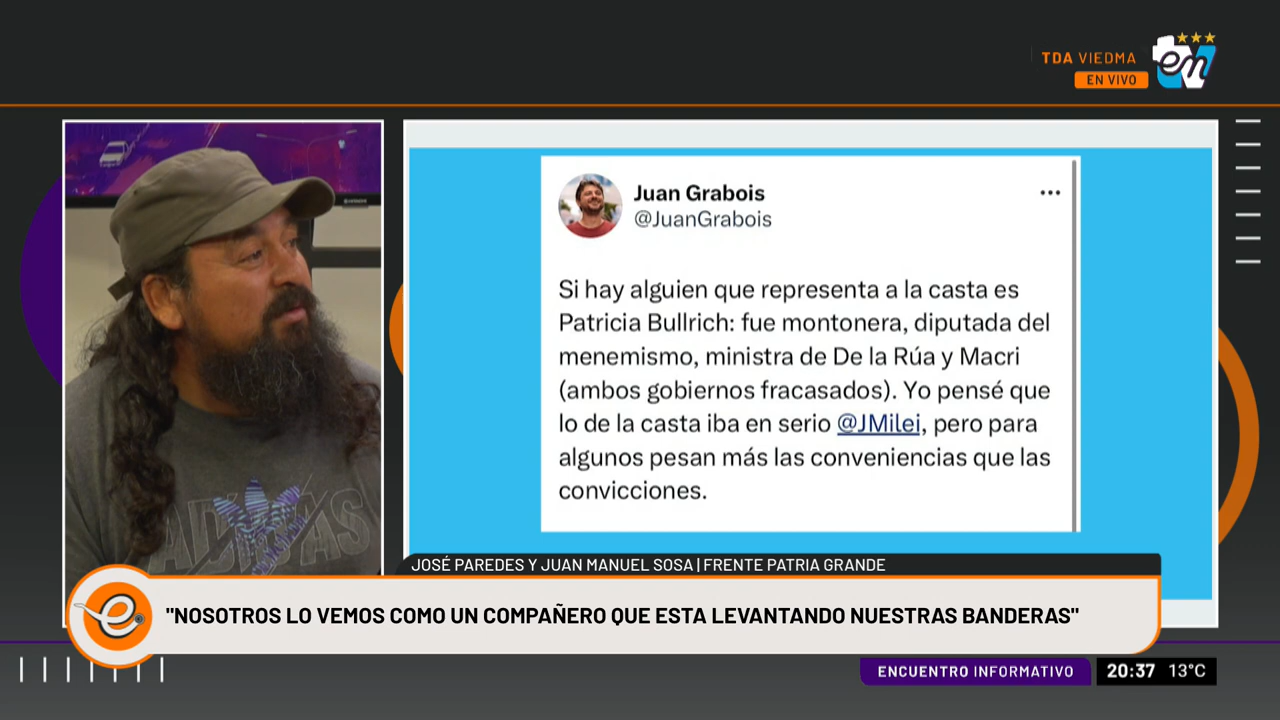 TDA VIEDMA
EN VIVO
em
Juan Grabois
@JuanGrabois
Si hay alguien que representa a la casta es
Patricia Bullrich: fue montonera, diputada del
menemismo, ministra de De la Rúa y Macri
(ambos gobiernos fracasados). Yo pensé que
lo de la casta iba en serio @JMilei, pero para
algunos pesan más las conveniencias que las
convicciones.
ADIDAS
JOSÉ PAREDES Y JUAN MANUEL SOSA | FRENTE PATRIA GRANDE
e
"NOSOTROS LO VEMOS COMO UN COMPAÑERO QUE ESTA LEVANTANDO NUESTRAS BANDERAS"
ENCUENTRO INFORMATIVO
20:37 13°C